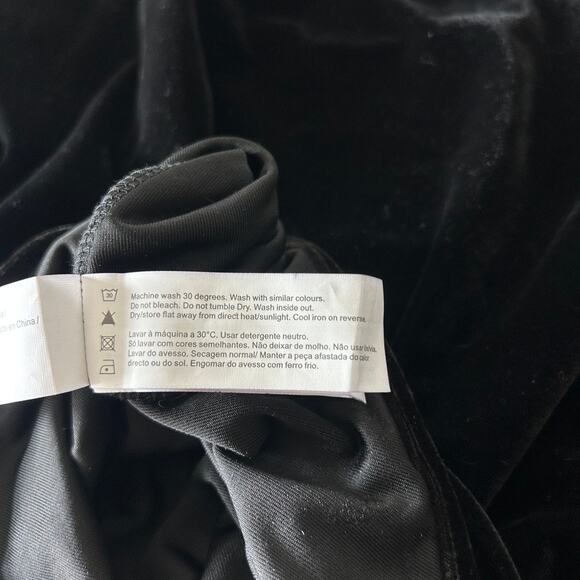 en China./
30
Machine wash 30 degrees. Wash with similar colours.
Do not bleach. Do not tumble Dry. Wash inside out.
Dry/store flat away from direct heat/sunlight. Cool iron on reverse.
Lavar à máquina a 30°C. Usar detergente neutro.
Só lavar com cores semelhantes. Não deixar de molho. Não usar lixívia.
Lavar do avesso. Secagem normal/ Manter a peça afastada do calor
directo ou do sol. Engomar do avesso com ferro frio.